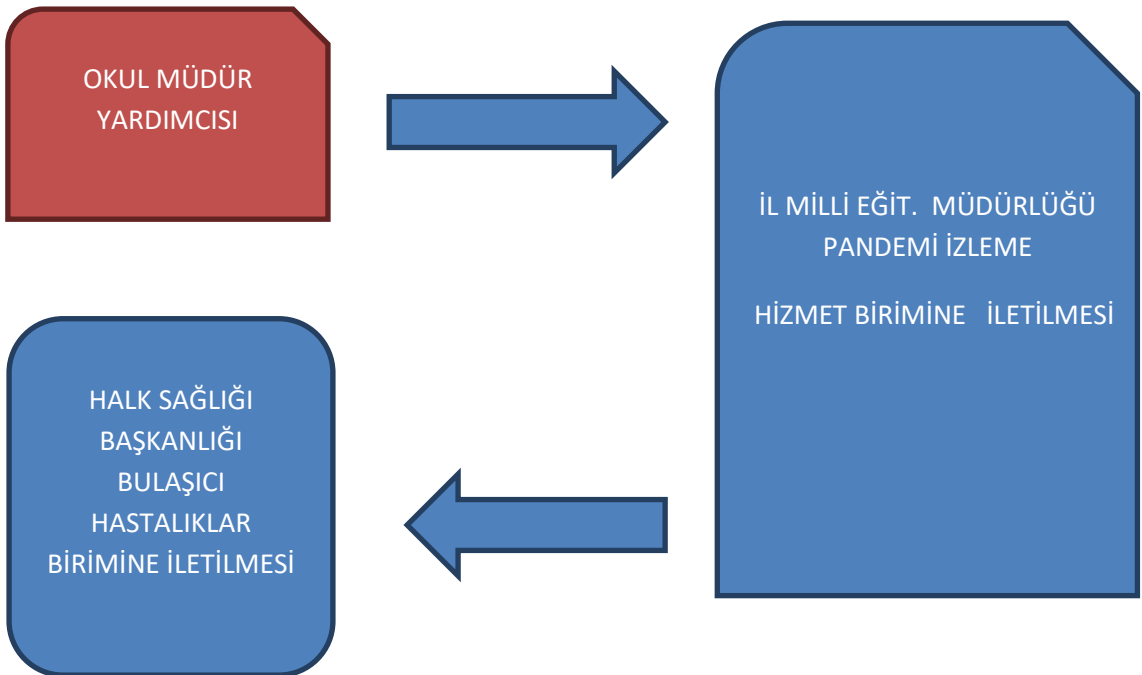 OKUL MÜDÜR
YARDIMCISI
İL MİLLİ EĞİT. MÜDÜRLÜĞÜ
PANDEMİ İZLEME
HİZMET BİRİMİNE İLETİLMESİ
HALK SAĞLIĞI
BAŞKANLIĞI
BULAŞICI
HASTALIKLAR
BİRİMİNE İLETİLMESİ